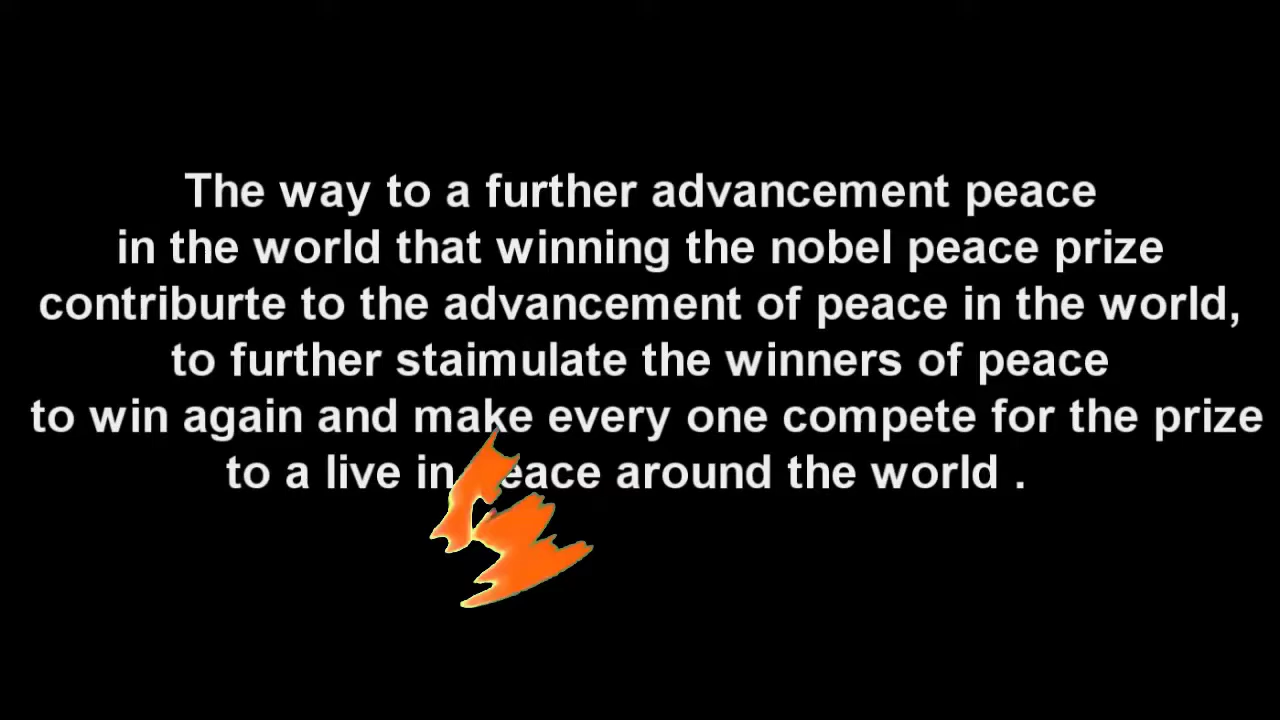 The way to a further advancement peace
in the world that winning the nobel peace prize
contriburte to the advancement of peace in the world,
to further staimulate the winners of peace
to win again and make every one compete for the prize
to a live in peace around the world .